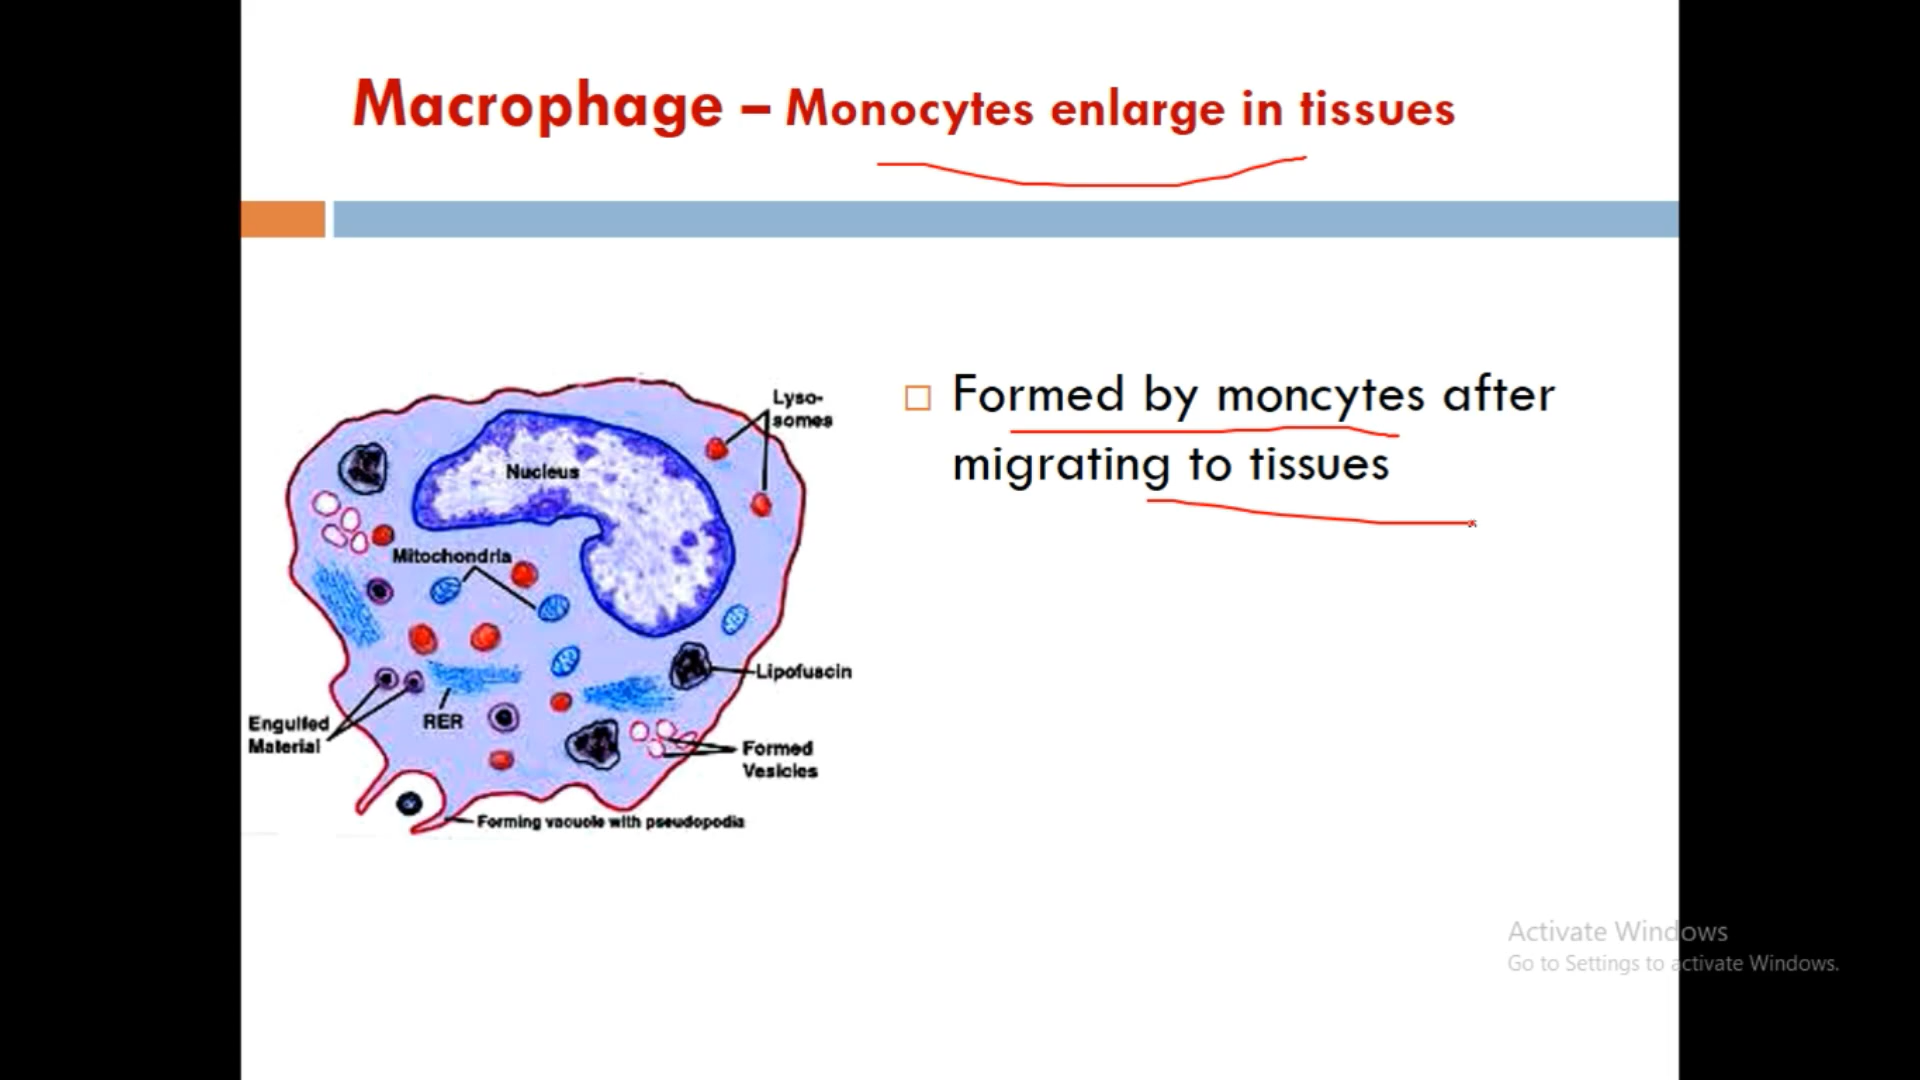 Macrophage – Monocytes enlarge in tissues
Formed by moncytes after
migrating to tissues
Lyso-
somes
Nucleus
Mitochondria
Lipofuscin
Engulfed
Material
RER
Formed
Vesicles
Forming vacuole with pseudopodia
Activate Windows
Go to Settings to activate Windows.